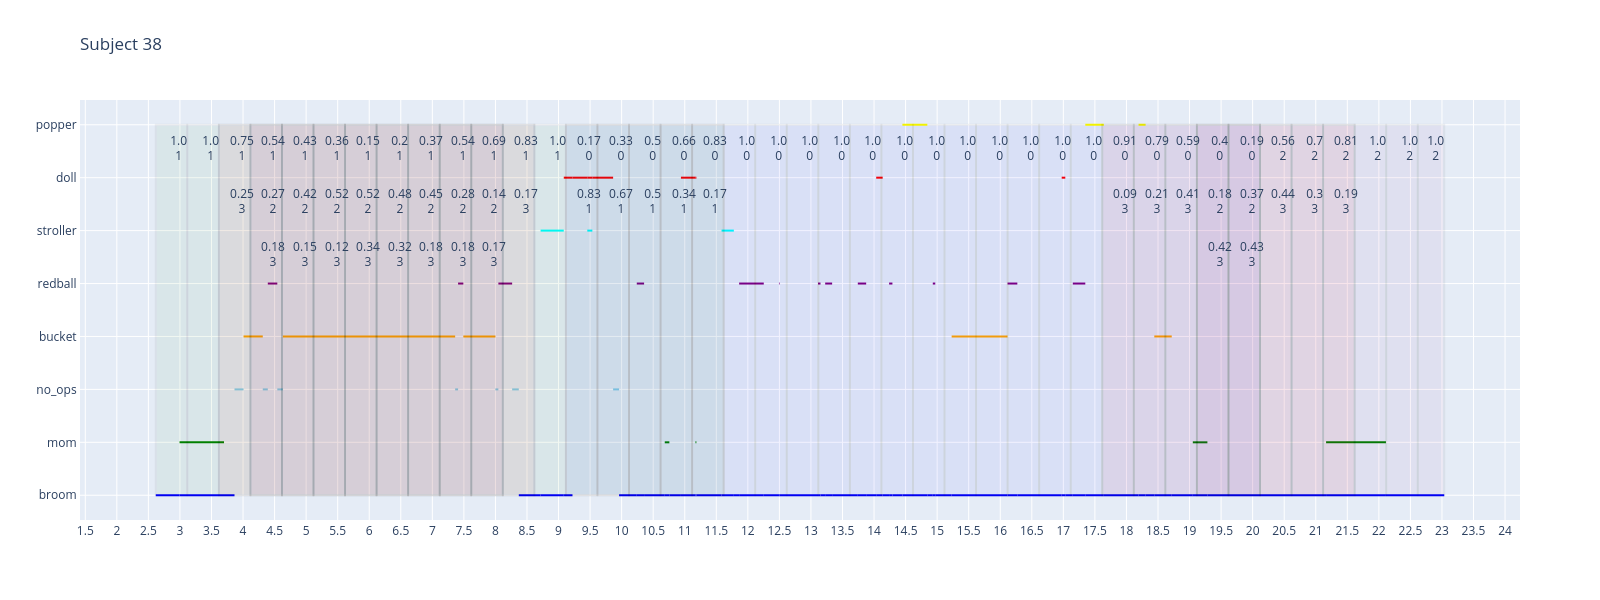 Subject 38
popper
1.0 1.0 0.75 0.54 0.43 0.36 0.15 0.2 0.37 0.54 0.69 0.83 1.0 0.17 0.33 0.5 0.66 0.83 1.0 1.0 1.0 1.0 1.0 1.0 1.0 1.0 1.0 1.0 1.0 1.0 0.91 0.79 0.59 0.4 0.19 0.56 0.7 0.81 1.0 1.0 1.0
1 1 1 1 1 1 1 1 1 1 1 1 1 0 0 0 0 0 0 0 0 0 0 0 0 0 0 0 0 0 0 0 0 0 0 2 2 2 2 2 2
doll
0.25 0.27 0.42 0.52 0.52 0.48 0.45 0.28 0.14 0.17 0.83 0.67 0.5 0.34 0.17 0.09 0.21 0.41 0.18 0.37 0.44 0.3 0.19
3 2 2 2 2 2 2 2 2 3 1 1 1 1 1 3 3 3 2 2 3 3 3
stroller
0.18 0.15 0.12 0.34 0.32 0.18 0.18 0.17 0.42 0.43
3 3 3 3 3 3 3 3 3 3
redball
bucket
no_ops
mom
broom
1.5 2 2.5 3 3.5 4 4.5 5 5.5 6 6.5 7 7.5 8 8.5 9 9.5 10 10.5 11 11.5 12 12.5 13 13.5 14 14.5 15 15.5 16 16.5 17 17.5 18 18.5 19 19.5 20 20.5 21 21.5 22 22.5 23 23.5 24